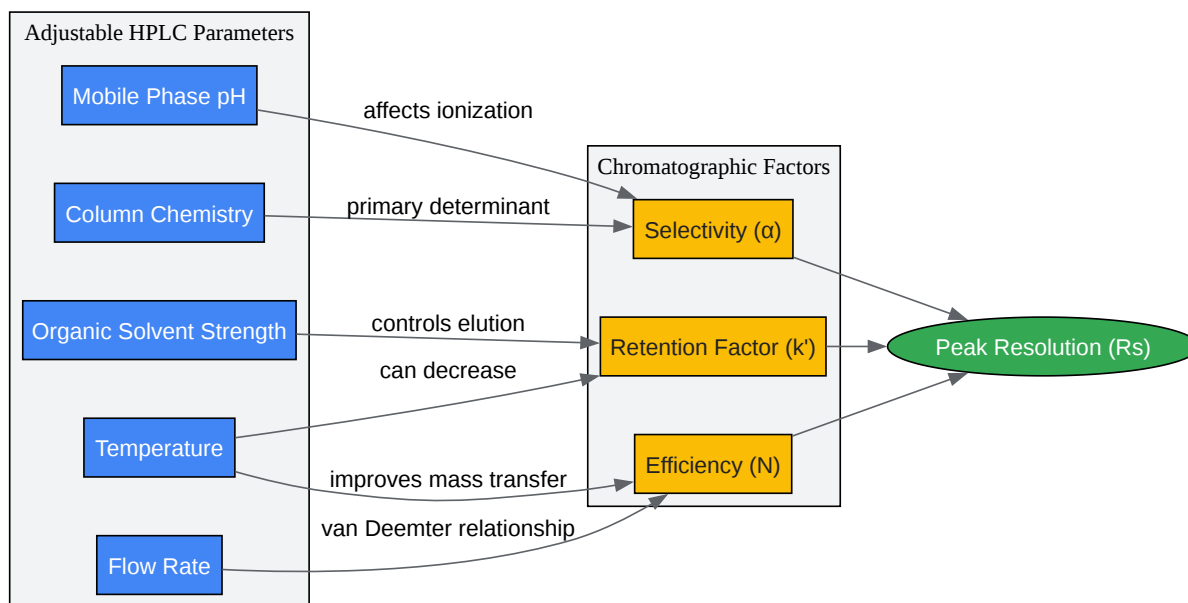 Adjustable HPLC Parameters
Mobile Phase pH
affects ionization
Column Chemistry
primary determinant
Organic Solvent Strength
controls elution
can decrease
Temperature
improves mass transfer
van Deemter relationship
Flow Rate
Chromatographic Factors
Selectivity (α)
Retention Factor (k')
Efficiency (N)
Peak Resolution (Rs)